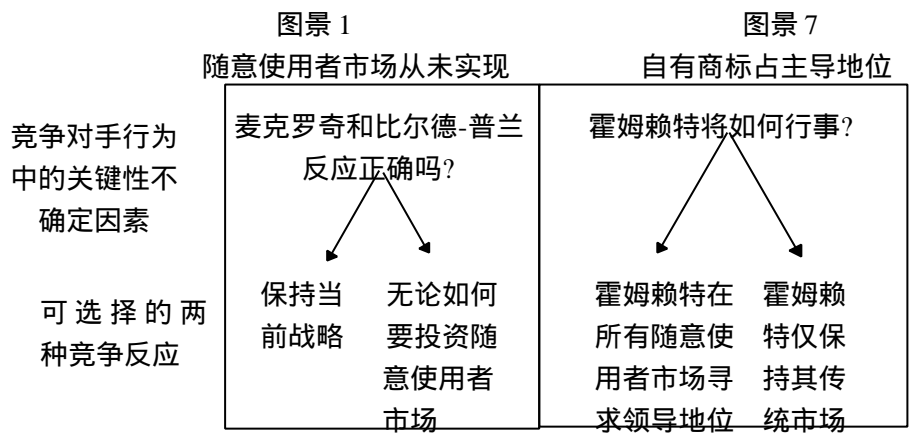 图景 1
图景 7
随意使用者市场从未实现
自有商标占主导地位
竞争对手行为
中的关键性不
确定因素
麦克罗奇和比尔德-普兰
反应正确吗?
霍姆赖特将如何行事?
可选择的两
种竞争反应
保持当
前战略
无论如何
要投资随
意使用者
市场
霍姆赖特在
所有随意使
用者市场寻
求领导地位
霍姆赖
特仅保
持其传
统市场